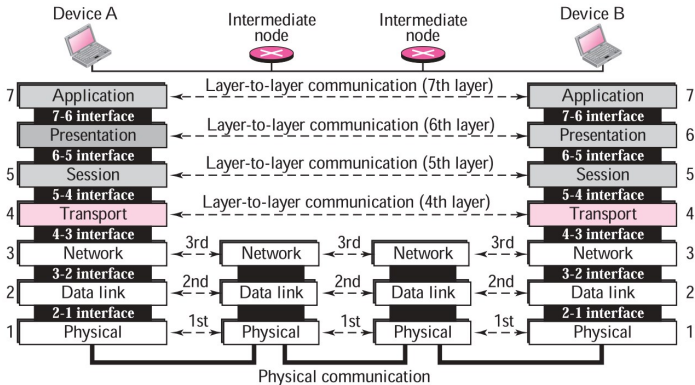 Device A
Intermediate
node
Intermediate
node
Device B
7 Application Layer-to-layer communication (7th layer) Application 7
7-6 interface 7-6 interface
Presentation Layer-to-layer communication (6th layer) Presentation 6
6-5 interface 6-5 interface
5 Session Layer-to-layer communication (5th layer) Session 5
5-4 interface 5-4 interface
4 Transport Layer-to-layer communication (4th layer) Transport 4
4-3 interface 4-3 interface
3 Network 3rd Network 3rd Network 3rd Network 3
3-2 interface 3-2 interface
2 Data link 2nd Data link 2nd Data link 2nd Data link 2
2-1 interface 2-1 interface
1 Physical 1st Physical 1st Physical 1st Physical 1
Physical communication